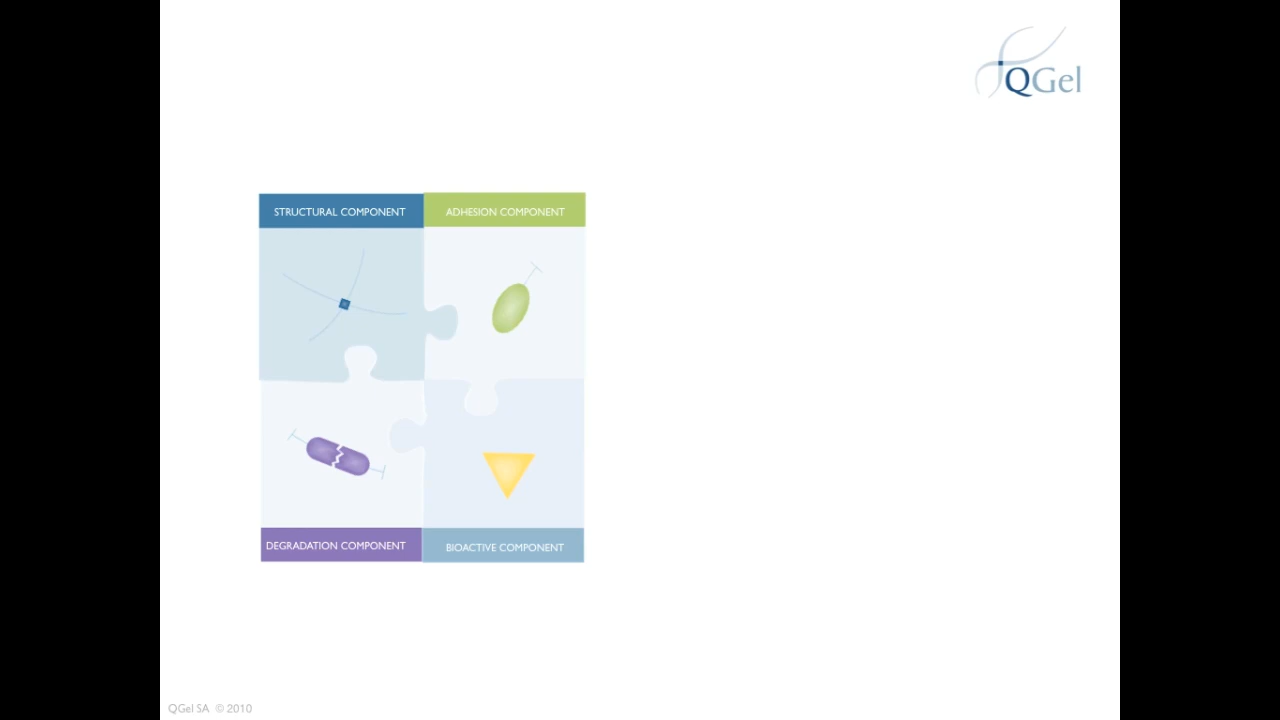 QGel
STRUCTURAL COMPONENT
ADHESION COMPONENT
DEGRADATION COMPONENT
BIOACTIVE COMPONENT
QGel SA © 2010